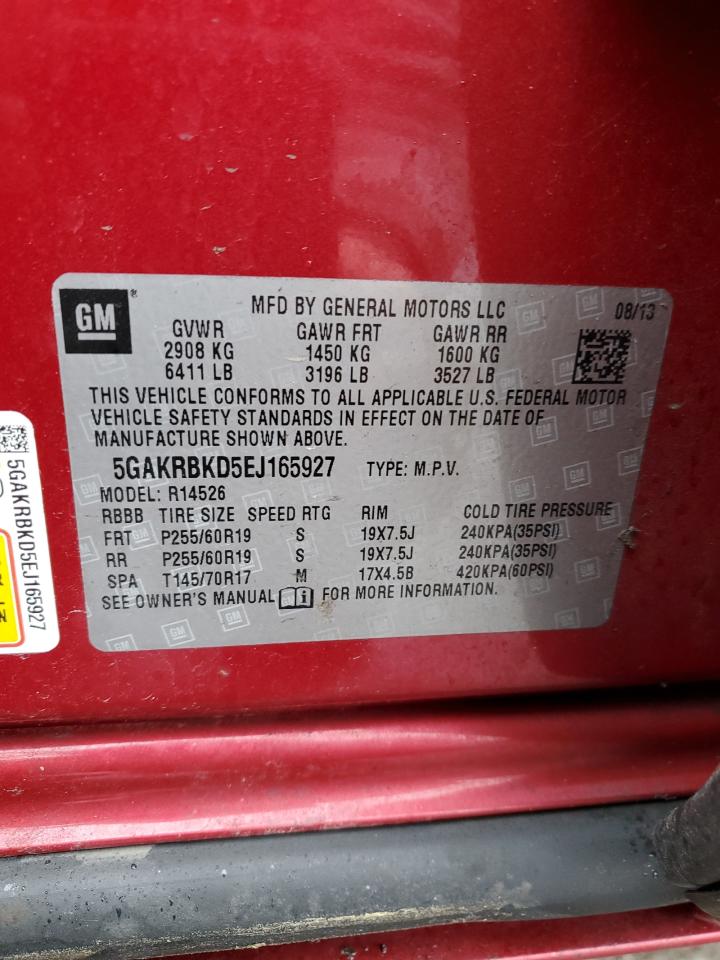 GM
MFD BY GENERAL MOTORS LLC 08/13
GVWR GAWR FRT GAWR RR
2908 KG 1450 KG 1600 KG
6411 LB 3196 LB 3527 LB
THIS VEHICLE CONFORMS TO ALL APPLICABLE U.S. FEDERAL MOTOR
VEHICLE SAFETY STANDARDS IN EFFECT ON THE DATE OF
MANUFACTURE SHOWN ABOVE.
5GAKRBKD5EJ165927 TYPE: M.P.V.
MODEL: R14526
RBBB TIRE SIZE SPEED RTG RIM COLD TIRE PRESSURE
FRT P255/60R19 S 19X7.5J 240KPA(35PSI)
RR P255/60R19 S 19X7.5J 240KPA(35PSI)
SPA T145/70R17 M 17X4.5B 420KPA(60PSI)
SEE OWNER'S MANUAL FOR MORE INFORMATION.
5GAKRBKD5EJ165927